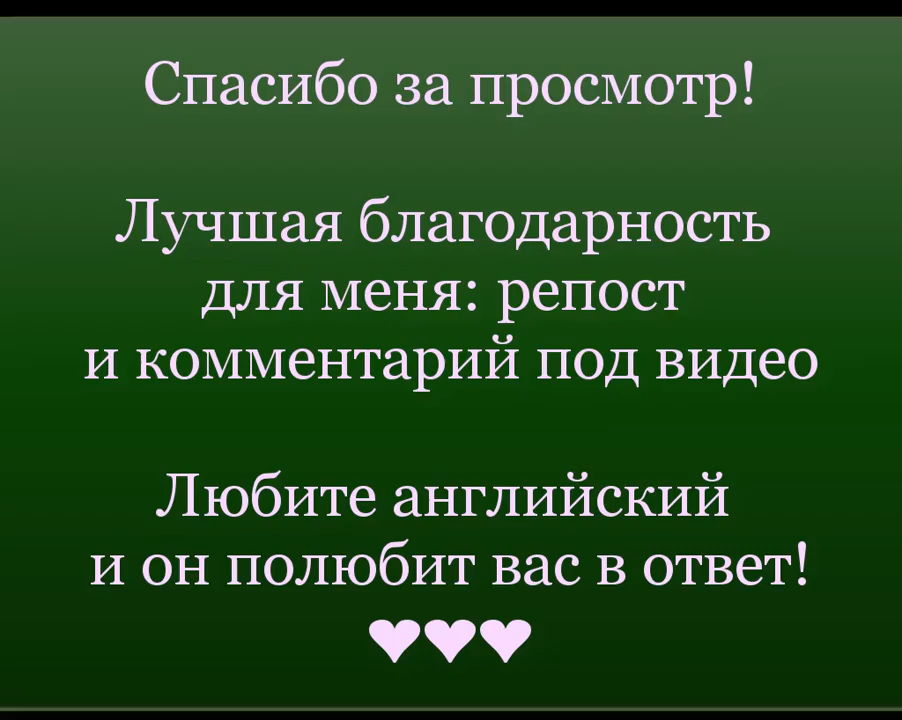 Спасибо за просмотр!
Лучшая благодарность
для меня: репост
и комментарий под видео
Любите английский
и он полюбит вас в ответ!
♥♥♥